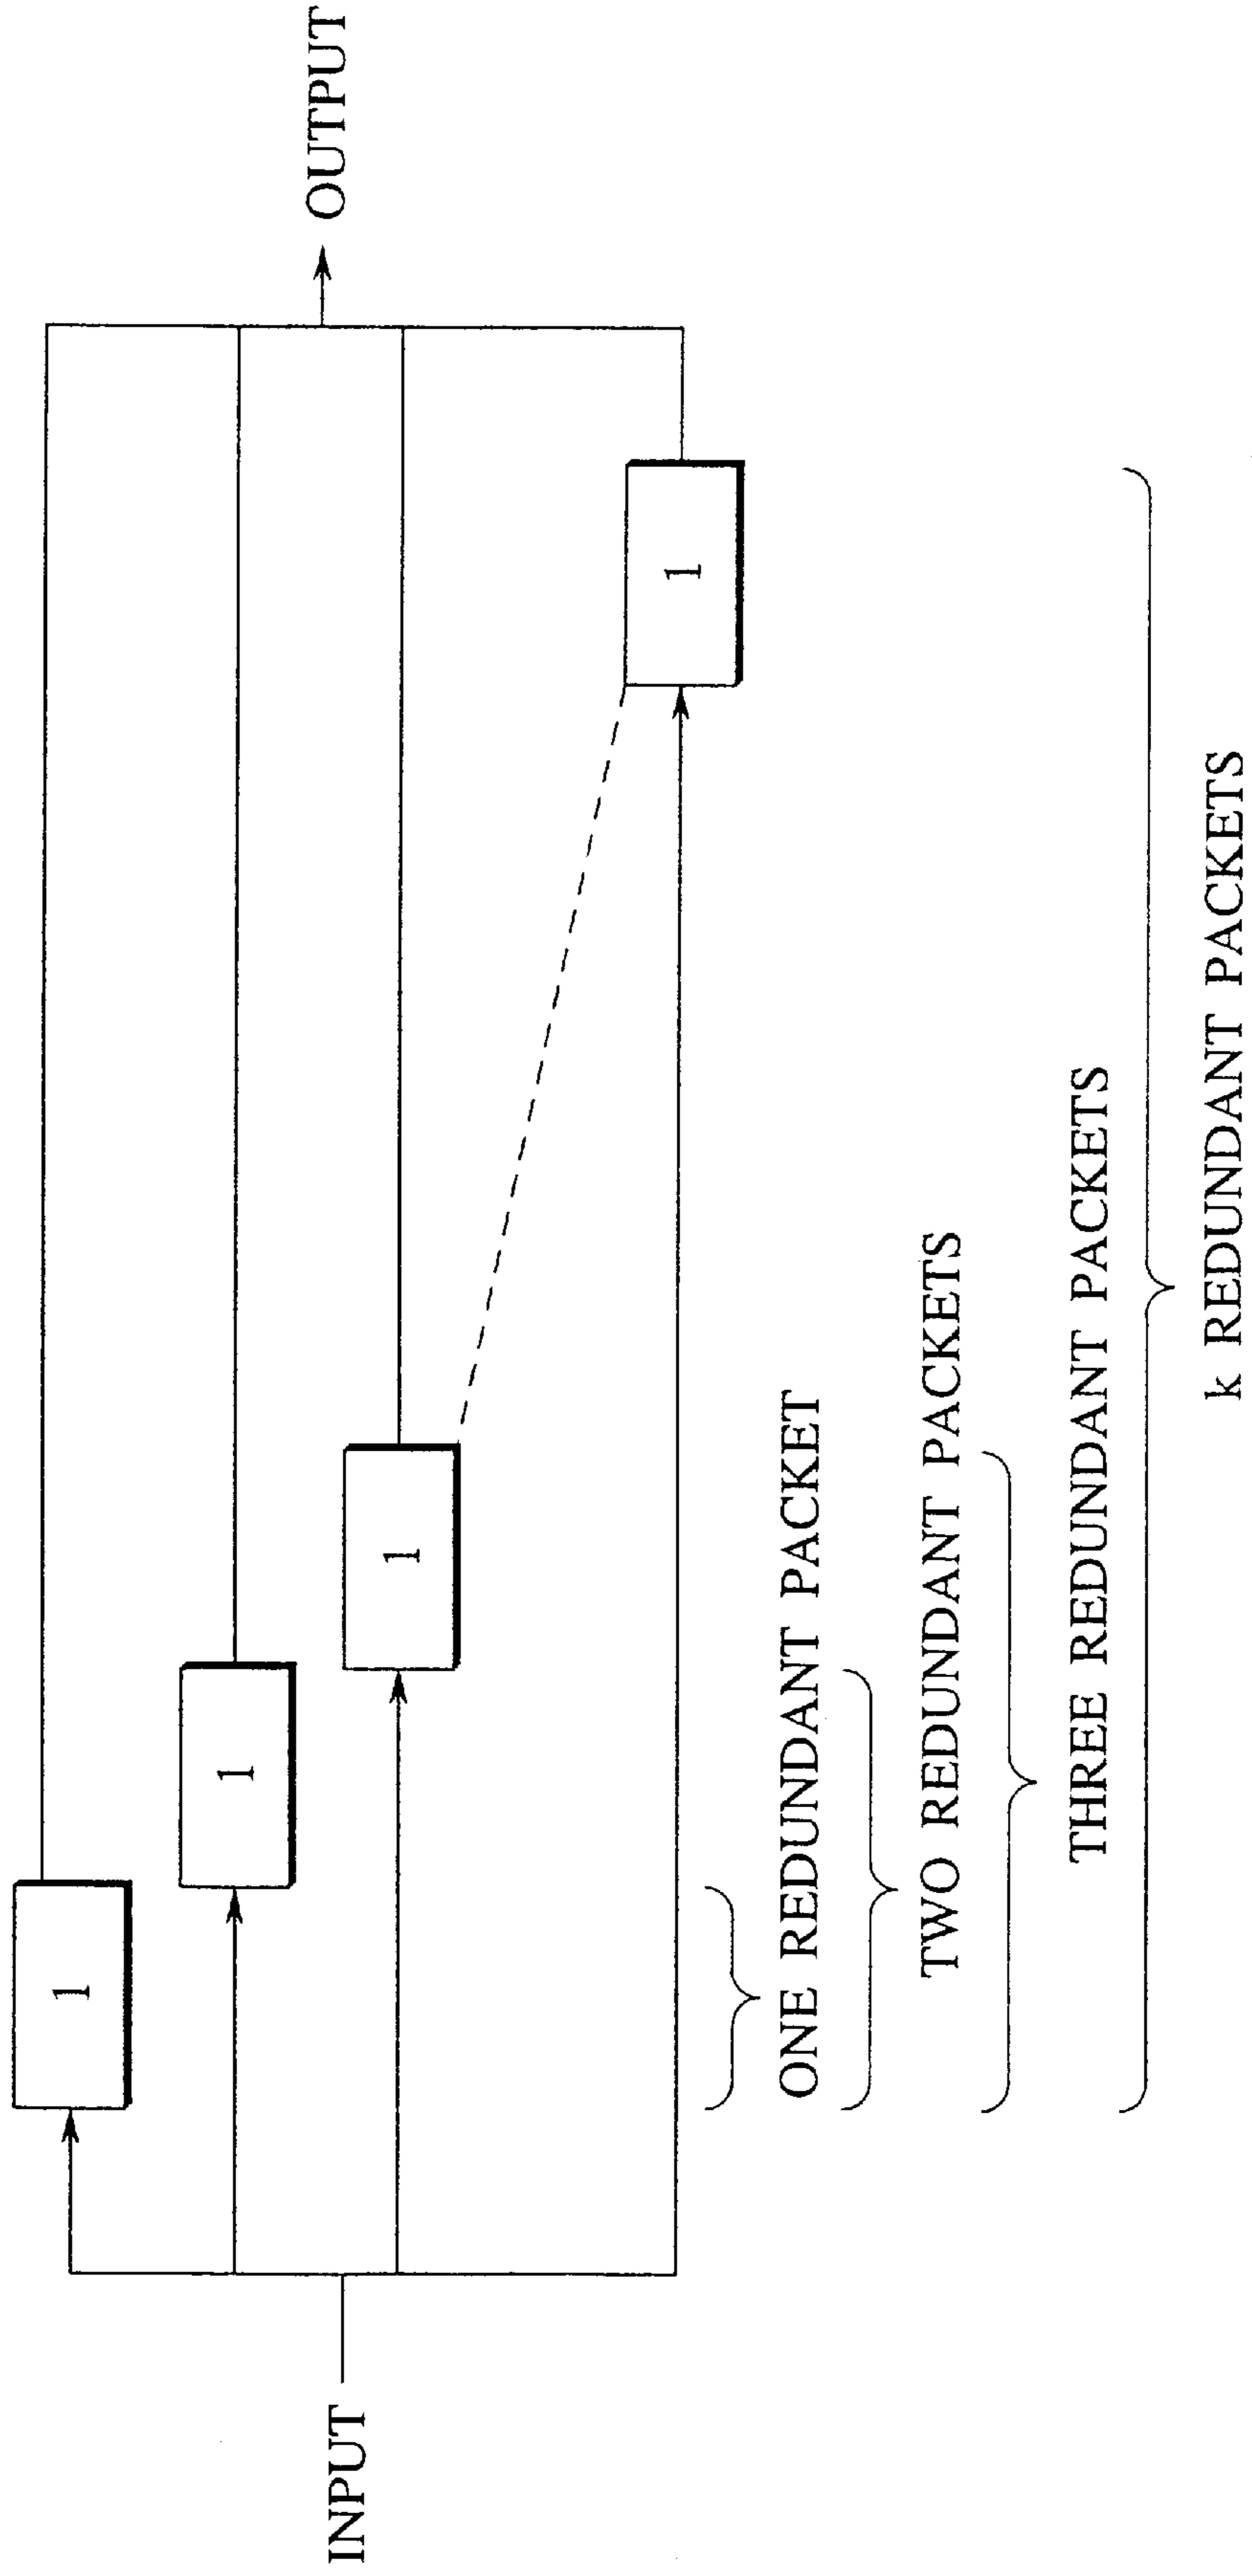 INPUT
1
1
1
1
OUTPUT
ONE REDUNDANT PACKET
TWO REDUNDANT PACKETS
THREE REDUNDANT PACKETS
k REDUNDANT PACKETS